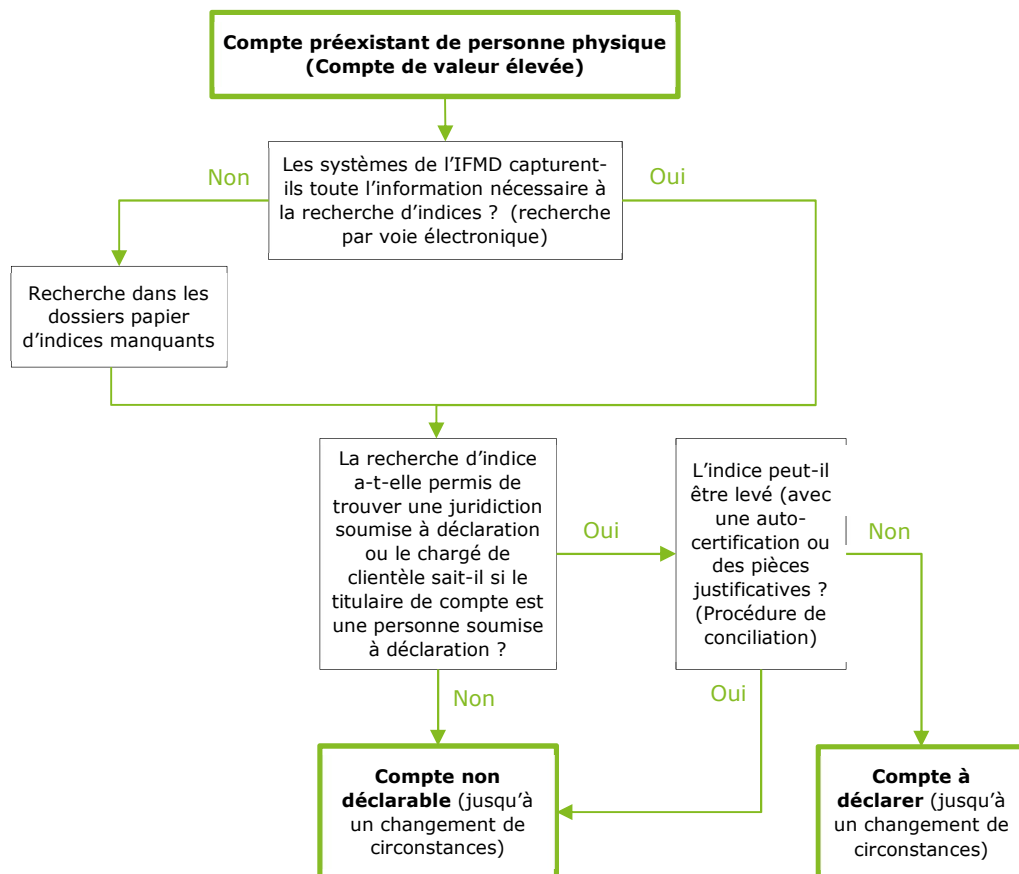 Compte préexistant de personne physique
(Compte de valeur élevée)
Non
Les systèmes de l’IFMD capturent-
ils toute l’information nécessaire à
la recherche d’indices ? (recherche
par voie électronique)
Oui
Recherche dans les
dossiers papier
d’indices manquants
La recherche d’indice
a-t-elle permis de
trouver une juridiction
soumise à déclaration
ou le chargé de
clientèle sait-il si le
titulaire de compte est
une personne soumise
à déclaration ?
Oui
L’indice peut-il
être levé (avec
une auto-
certification ou
des pièces
justificatives ?
(Procédure de
conciliation)
Non
Non
Oui
Compte non
déclarable (jusqu’à
un changement de
circonstances)
Compte à
déclarer (jusqu’à
un changement de
circonstances)